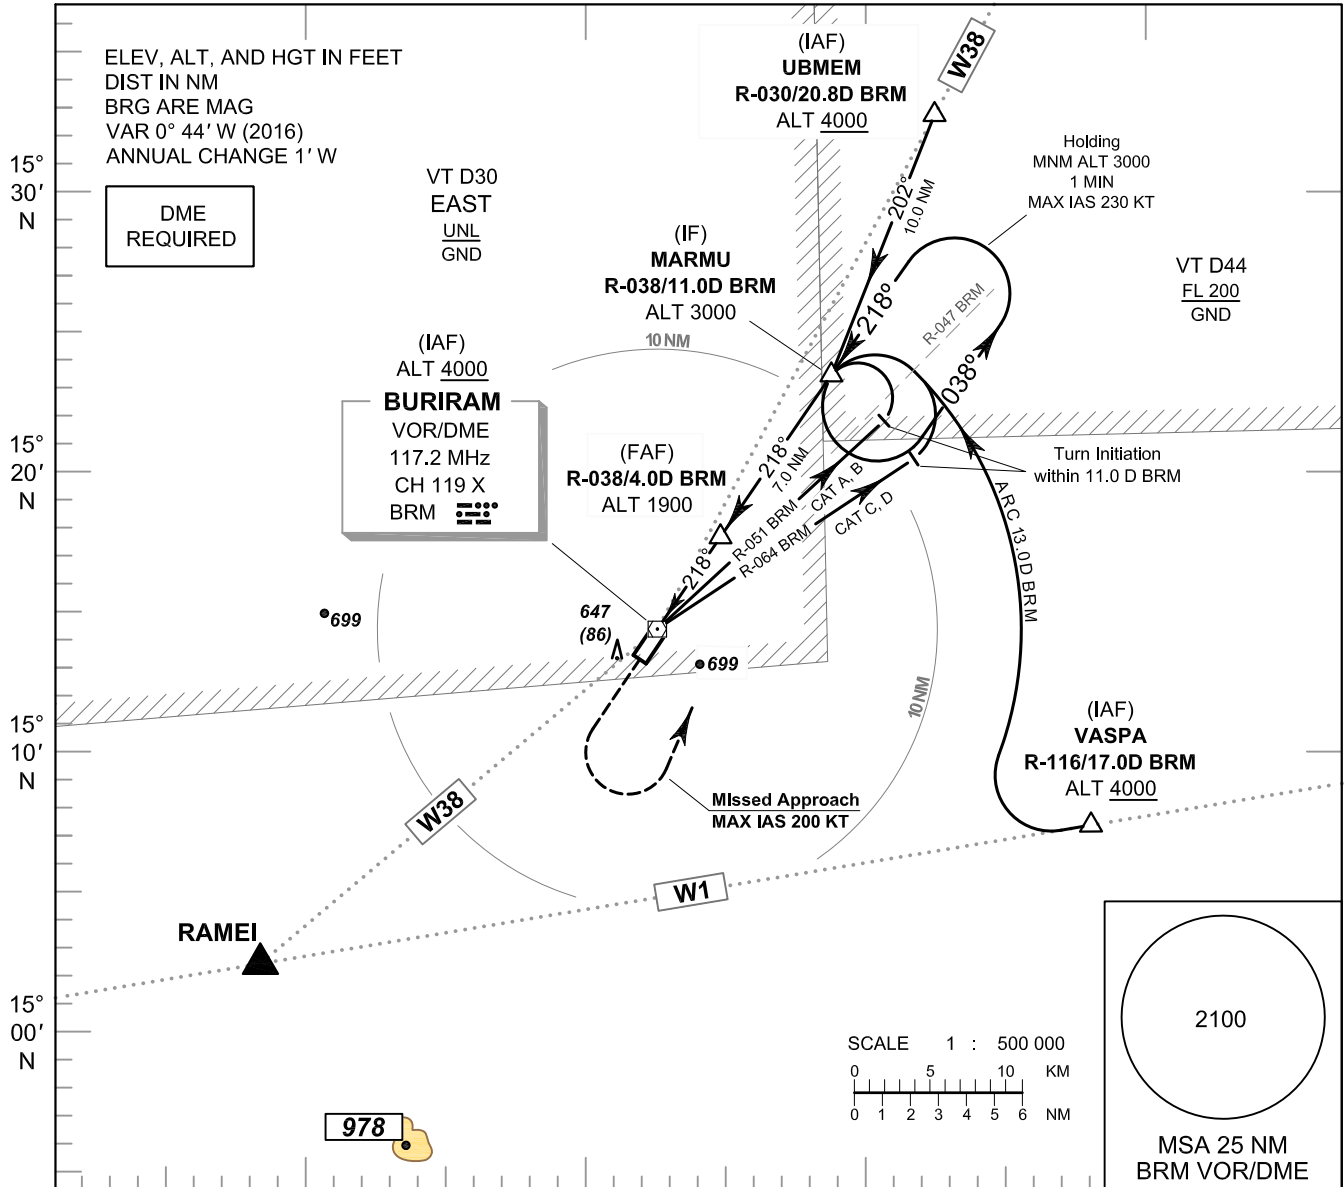 ELEV, ALT, AND HGT IN FEET
DIST IN NM
BRG ARE MAG
VAR 0° 44′ W (2016)
ANNUAL CHANGE 1′ W
DME
REQUIRED
VT D30
EAST
UNL
GND
(IAF)
UBMEM
R-030/20.8D BRM
ALT 4000
W38
Holding
MNM ALT 3000
1 MIN
MAX IAS 230 KT
VT D44
FL 200
GND
(IF)
MARMU
R-038/11.0D BRM
ALT 3000
202°
10.0 NM
218°
R-047 BRM
038°
10 NM
(IAF)
ALT 4000
BURIRAM
VOR/DME
117.2 MHz
CH 119 X
BRM
(FAF)
R-038/4.0D BRM
ALT 1900
218°
7.0 NM
218°
R-051 BRM
CAT A, B
R-064 BRM
CAT C, D
Turn Initiation
within 11.0 D BRM
ARC 13.0D BRM
699
647
(86)
699
10 NM
(IAF)
VASPA
R-116/17.0D BRM
ALT 4000
MIssed Approach
MAX IAS 200 KT
W38
W1
RAMEI
978
SCALE 1 : 500 000
0 5 10 KM
0 1 2 3 4 5 6 NM
2100
MSA 25 NM
BRM VOR/DME
15°
30′
N
15°
20′
N
15°
10′
N
15°
00′
N